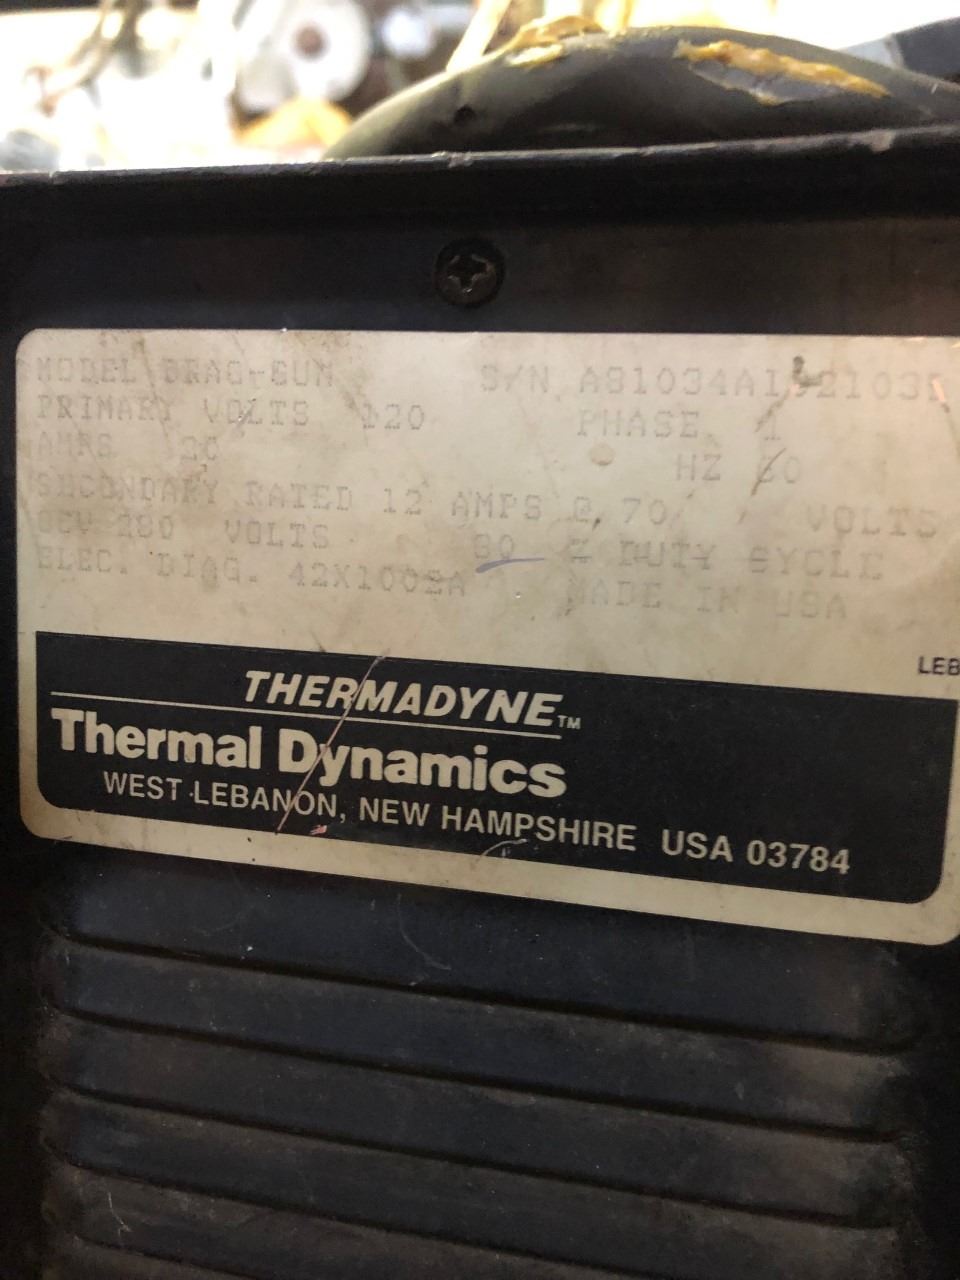 MODEL DRAG-GUN S/N A81034A1
PRIMARY VOLTS 120 PHASE 1
AMPS HZ 60
SECONDARY RATED 12 AMPS @ 70 VOLTS
OCV 280 VOLTS 80 % DUTY CYCLE
ELEC. DIAG. 42X1002A MADE IN USA
LEB
THERMADYNE™
Thermal Dynamics
WEST LEBANON, NEW HAMPSHIRE USA 03784